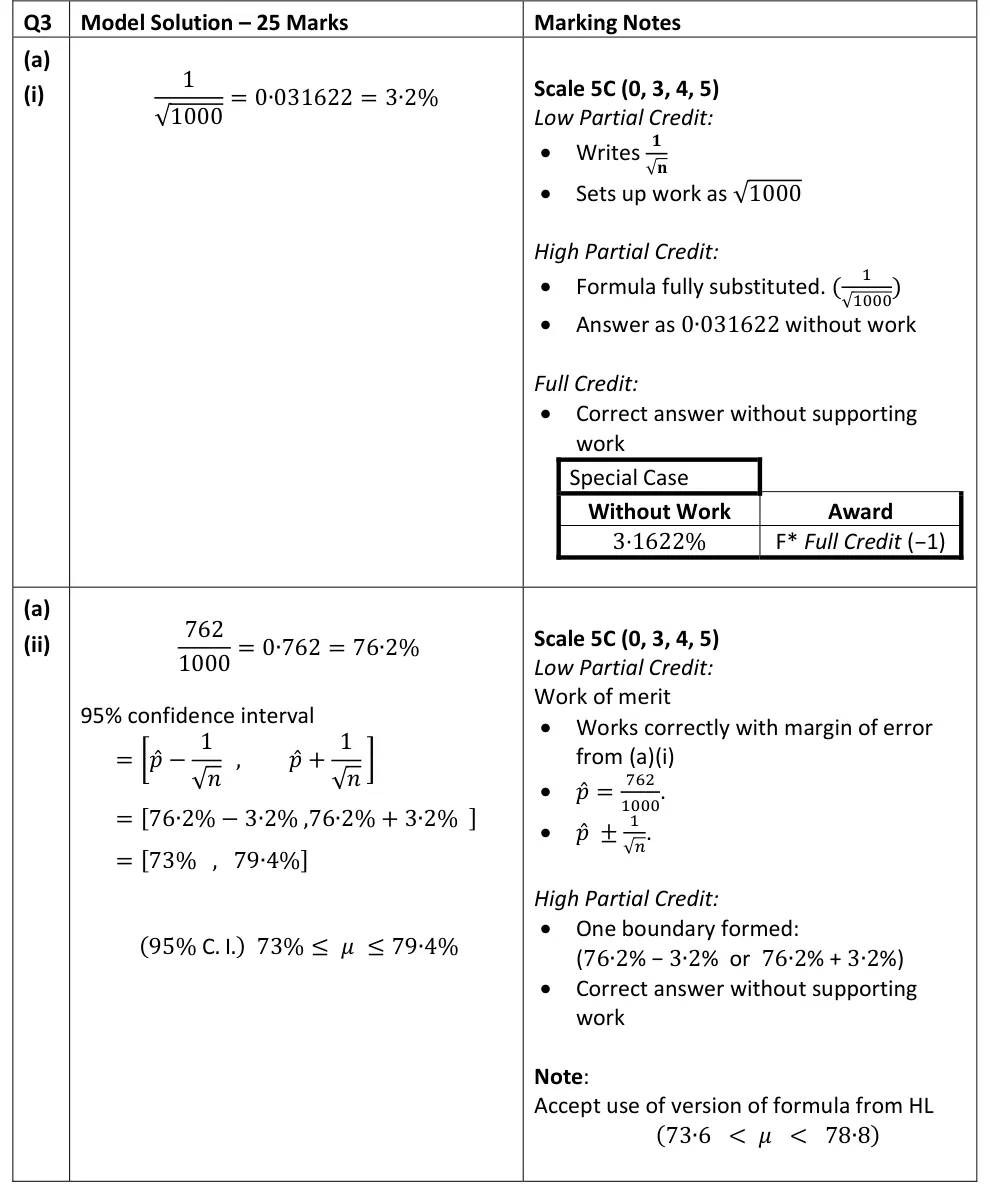 Q3 Model Solution – 25 Marks Marking Notes
(a)
(i)
1/√1000 = 0·031622 = 3·2%
Scale 5C (0, 3, 4, 5)
Low Partial Credit:
• Writes 1/√n
• Sets up work as √1000
High Partial Credit:
• Formula fully substituted. (1/√1000)
• Answer as 0·031622 without work
Full Credit:
• Correct answer without supporting
work
Special Case
Without Work Award
3·1622% F* Full Credit (−1)
(a)
(ii)
762/1000 = 0·762 = 76·2%
95% confidence interval
= [p̂ − 1/√n , p̂ + 1/√n]
= [76·2% − 3·2% ,76·2% + 3·2% ]
= [73% , 79·4%]
(95% C. I.) 73% ≤ μ ≤ 79·4%
Scale 5C (0, 3, 4, 5)
Low Partial Credit:
Work of merit
• Works correctly with margin of error
from (a)(i)
• p̂ = 762/1000.
• p̂ ± 1/√n.
High Partial Credit:
• One boundary formed:
(76·2% − 3·2% or 76·2% + 3·2%)
• Correct answer without supporting
work
Note:
Accept use of version of formula from HL
(73·6 < μ < 78·8)